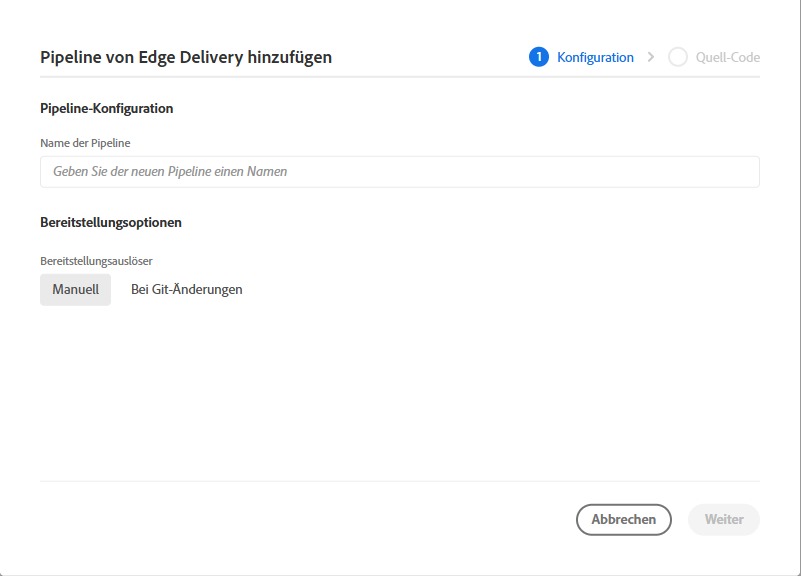 Pipeline von Edge Delivery hinzufügen
1 Konfiguration > Quell-Code
Pipeline-Konfiguration
Name der Pipeline
Geben Sie der neuen Pipeline einen Namen
Bereitstellungsoptionen
Bereitstellungsauslöser
Manuell Bei Git-Änderungen
Abbrechen Weiter